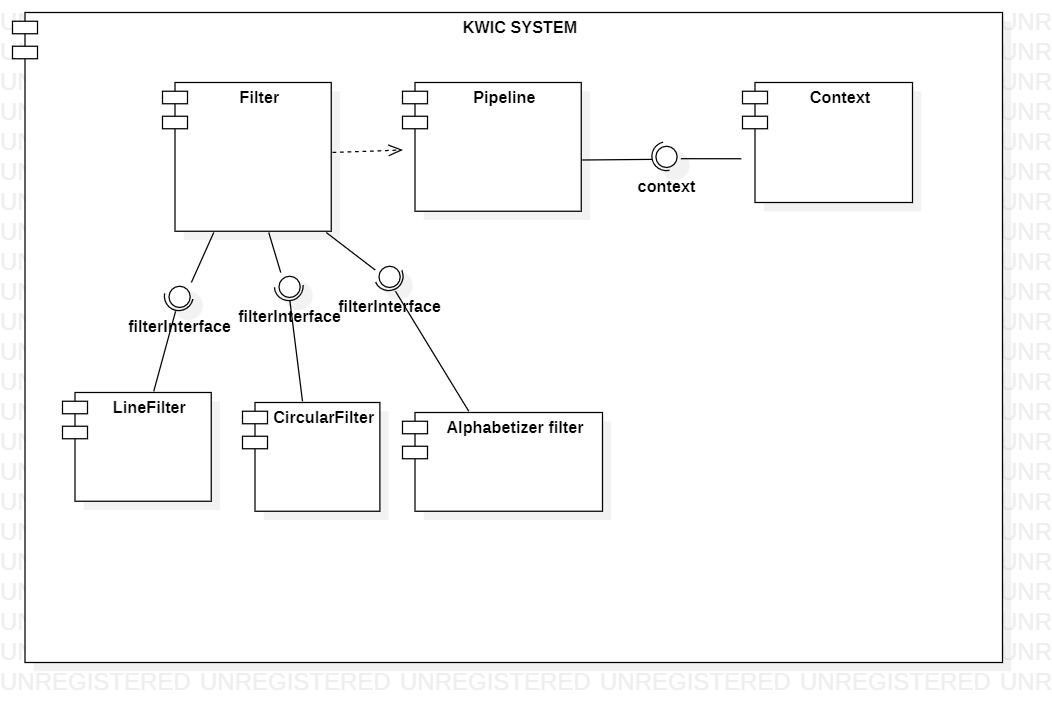 KWIC SYSTEM
Filter
Pipeline
Context
context
filterInterface
filterInterface
filterInterface
LineFilter
CircularFilter
Alphabetizer filter
UNREGISTERED UNREGISTERED UNREGISTERED UNREGISTERED UNREGISTERED UNR